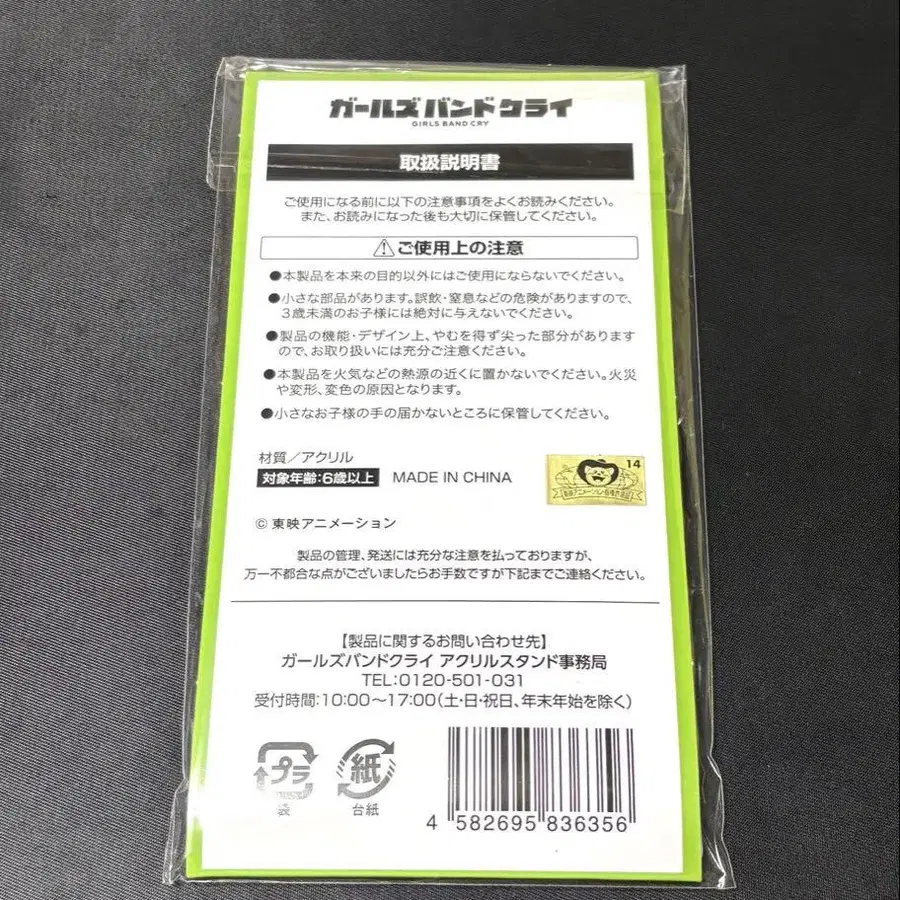 ガールズバンドクライ
GIRLS BAND CRY
取扱説明書
ご使用になる前に以下の注意事項をよくお読みください。
また、お読みになった後も大切に保管してください。
⚠ご使用上の注意
●本製品を本来の目的以外にはご使用にならないでください。
●小さな部品があります。誤飲・窒息などの危険がありますので、
3歳未満のお子様には絶対に与えないでください。
●製品の機能・デザイン上、やむを得ず尖った部分があります
ので、お取り扱いには充分ご注意ください。
●本製品を火気などの熱源の近くに置かないでください。火災
や変形、変色の原因となります。
●小さなお子様の手の届かないところに保管してください。
材質／アクリル
対象年齢:6歳以上 MADE IN CHINA
14
©東映アニメーション
製品の管理、発送には充分な注意を払っておりますが、
万一不都合な点がございましたらお手数ですが下記までご連絡ください。
【製品に関するお問い合わせ先】
ガールズバンドクライ アクリルスタンド事務局
TEL:0120-501-031
受付時間:10:00～17:00(土・日・祝日、年末年始を除く)
プラ 紙
袋 台紙
4 582695 836356